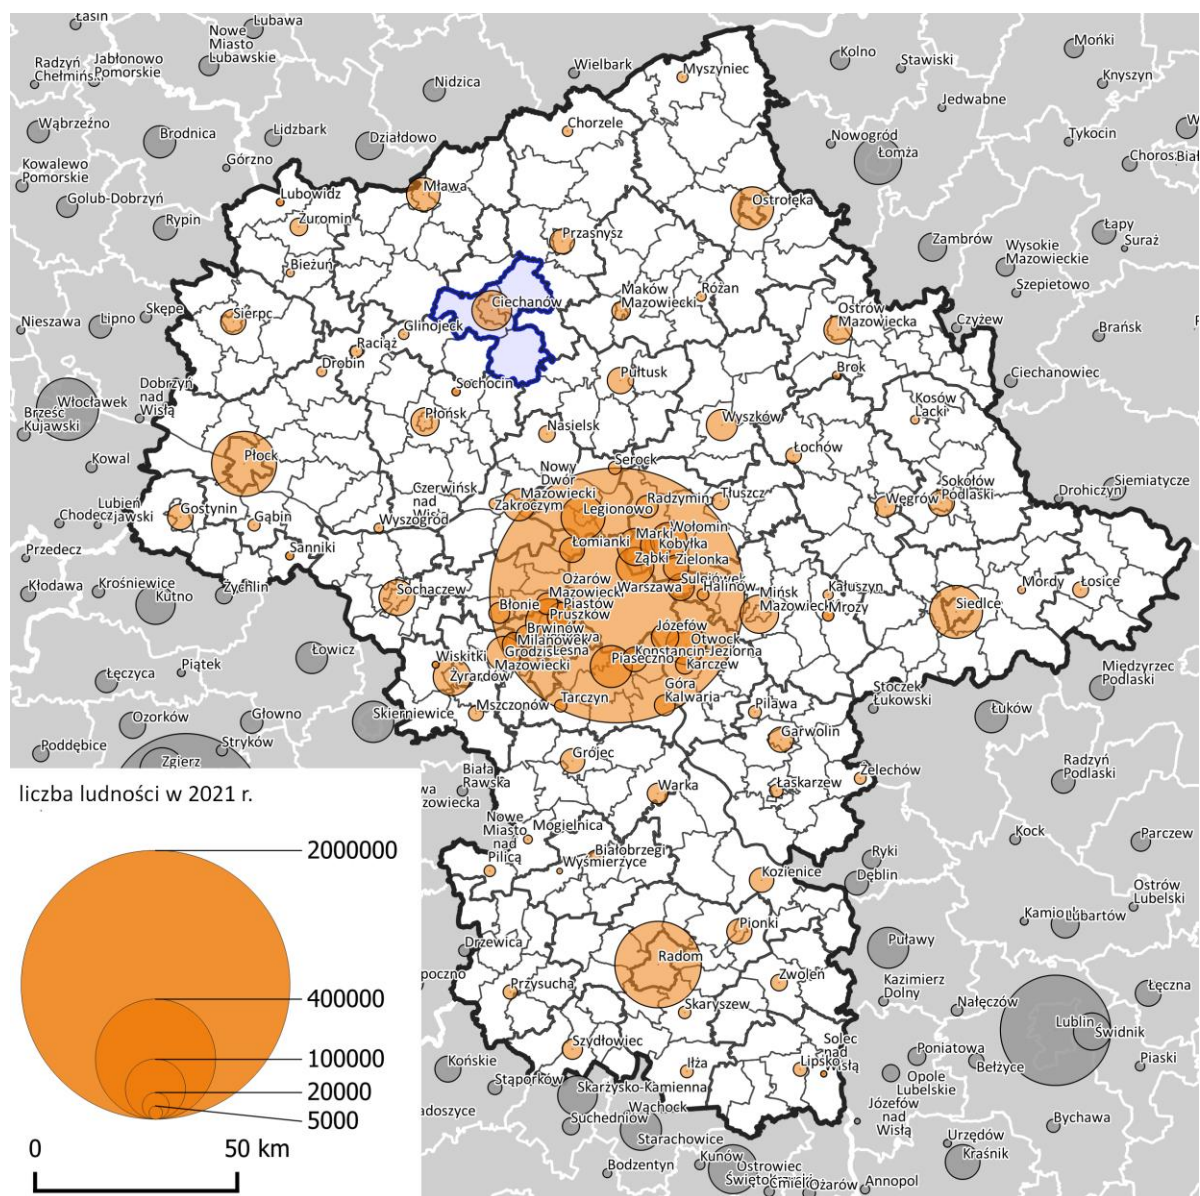 Łasin
Lubawa
Nowe
Miasto
Lubawskie
Radzyń
Chełmiński
Jabłonowo
Pomorskie
Nidzica
Wielbark
Myszyniec
Kolno
Stawiski
Mońki
Knyszyn
Jedwabne
Wąbrzeźno
Brodnica
Lidzbark
Działdowo
Chorzele
Nowogród
Łomża
Tykocin
Kowalewo
Pomorskie
Górzno
Golub-Dobrzyń
Lubowidz
Mława
Ostrołęka
Rypin
Żuromin
Przasnysz
Zambrów
Łapy
Suraż
Wysokie
Mazowieckie
Szepietowo
Bieżuń
Ciechanów
Maków
Mazowiecki
Różan
Skępe
Nieszawa
Lipno
Sierpc
Glinojeck
Raciąż
Drobin
Ostrów
Mazowiecka
Czyżew
Brańsk
Brok
Ciechanowiec
Pułtusk
Sochocin
Dobrzyń
nad
Wisłą
Włocławek
Brześć
Kujawski
Płońsk
Nasielsk
Wyszków
Kosów
Lacki
Płock
Kowal
Serock
Łochów
Nowy
Dwór
Mazowiecki
Zakroczym
Legionowo
Radzymin
Tłuszcz
Węgrów
Sokołów
Podlaski
Drohiczyn
Siemiatycze
Czerwińsk
nad
Wisłą
Wyszogród
Gostynin
Gąbin
Lubień
Chodecz
Przedecz
Sanniki
Łomianki
Marki
Wołomin
Kobyłka
Ząbki
Zielonka
Kłodawa
Krośniewice
Kutno
Żychlin
Sochaczew
Ożarów
Mazowiecki
Warszawa
Sulejówek
Halinów
Mińsk
Mazowiecki
Kałuszyn
Mrozy
Siedlce
Mordy
Łosice
Błonie
Piastów
Pruszków
Brwinów
Milanówek
Grodzisk
Mazowiecki
Józefów
Otwock
Konstancin-Jeziorna
Karczew
Piaseczno
Łowicz
Wiskitki
Żyrardów
Łęczyca
Piątek
Góra
Kalwaria
Tarczyn
Mszczonów
Pilawa
Stoczek
Łukowski
Łuków
Międzyrzec
Podlaski
Ozorków
Głowno
Skierniewice
Stryków
Zgierz
Poddębice
Garwolin
Grójec
Biała
Rawska
Warka
Łaskarzew
Żelechów
Radzyń
Podlaski
liczba ludności w 2021 r.
2000000
400000
100000
20000
5000
0
50 km
Nowe
Miasto
nad
Pilicą
Mogielnica
Białobrzegi
Wyśmierzyce
Kozienice
Ryki
Dęblin
Kock
Parczew
Ostrów
Lubelski
Lubartów
Pionki
Radom
Drzewica
Przysucha
Zwoleń
Skaryszew
Puławy
Kazimierz
Dolny
Nałęczów
Łęczna
Lublin
Świdnik
Szydłowiec
Iłża
Lipsko
Solec
nad
Wisłą
Poniatowa
Bełżyce
Opole
Lubelskie
Piaski
Końskie
Stąporków
Skarżysko-Kamienna
Suchedniów
Wąchock
Starachowice
Józefów
nad
Wisłą
Bychawa
Urzędów
Kraśnik
Bodzentyn
Kunów
Ostrowiec
Ożarów
Annopol